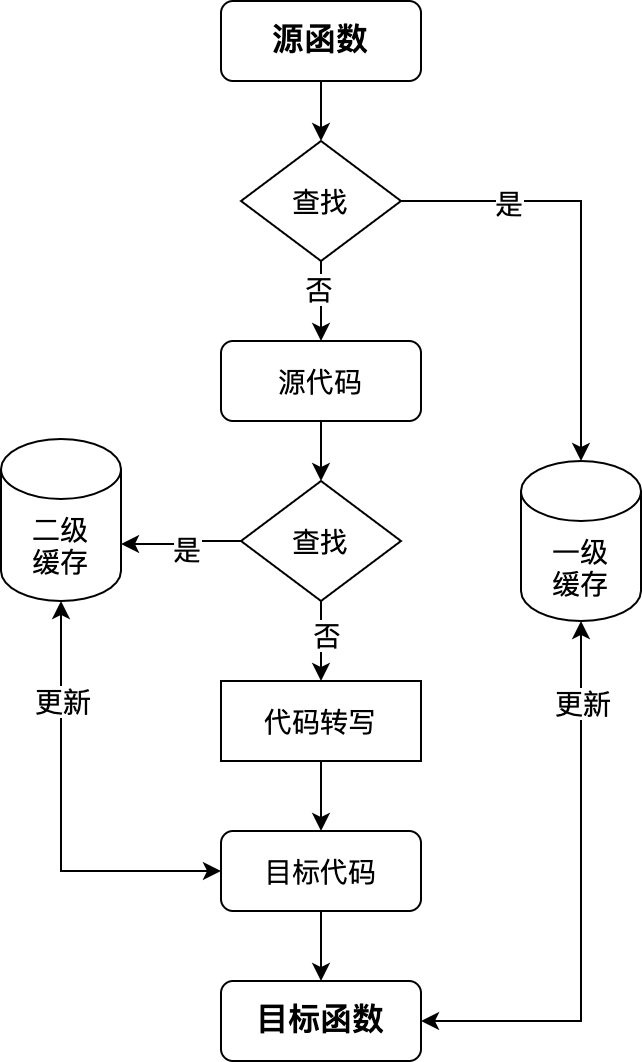 源函数
查找
是
否
源代码
二级
缓存
是
查找
一级
缓存
否
更新
更新
代码转写
目标代码
目标函数